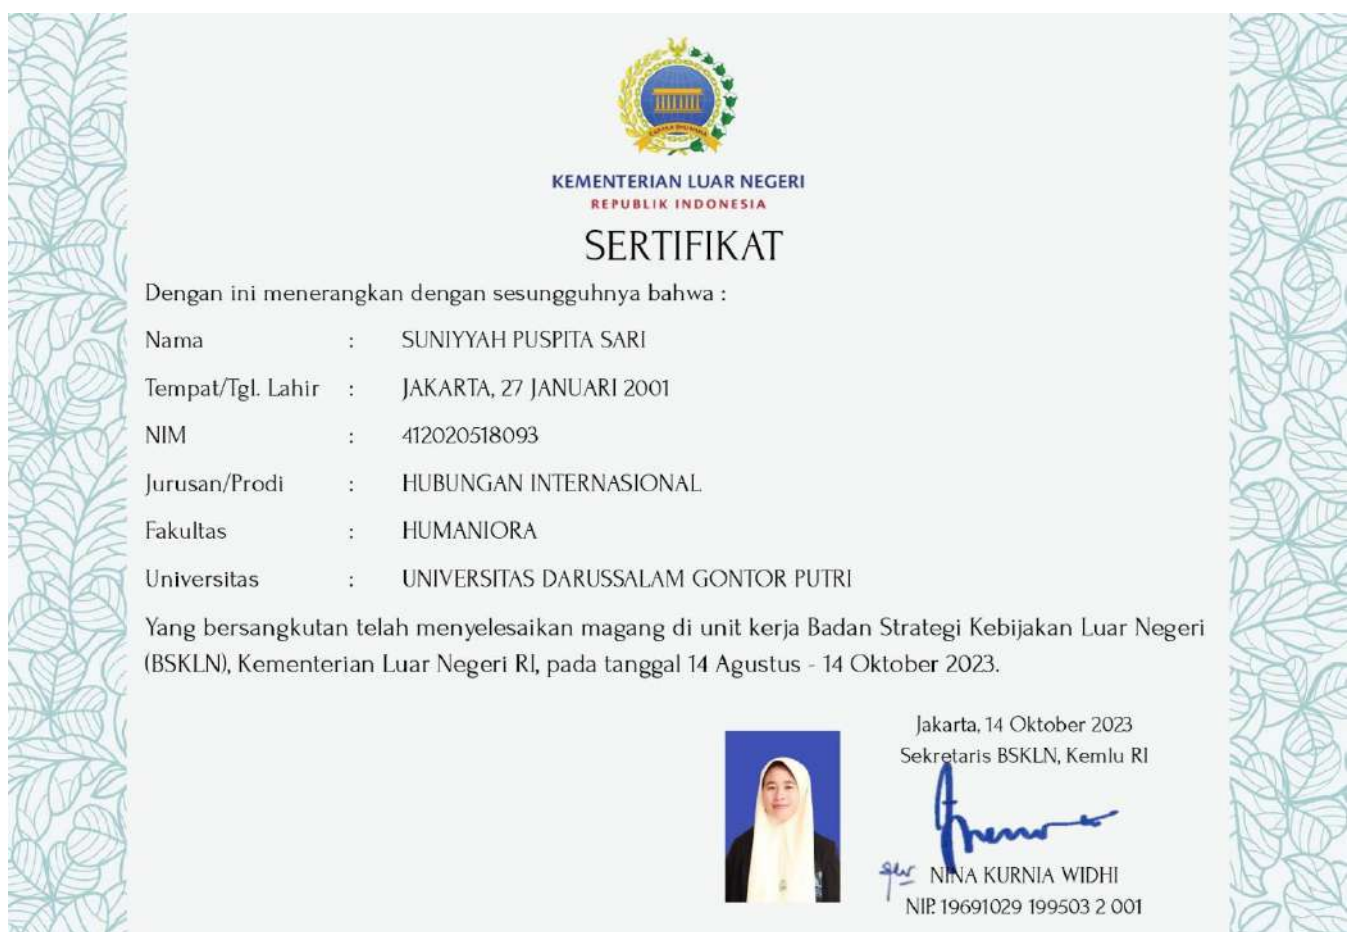 KEMENTERIAN LUAR NEGERI
REPUBLIK INDONESIA
SERTIFIKAT
Dengan ini menerangkan dengan sesungguhnya bahwa :
Nama : SUNIYYAH PUSPITA SARI
Tempat/Tgl. Lahir : JAKARTA, 27 JANUARI 2001
NIM : 412020518093
Jurusan/Prodi : HUBUNGAN INTERNASIONAL
Fakultas : HUMANIORA
Universitas : UNIVERSITAS DARUSSALAM GONTOR PUTRI
Yang bersangkutan telah menyelesaikan magang di unit kerja Badan Strategi Kebijakan Luar Negeri
(BSKLN), Kementerian Luar Negeri RI, pada tanggal 14 Agustus - 14 Oktober 2023.
Jakarta, 14 Oktober 2023
Sekretaris BSKLN, Kemlu RI
NINA KURNIA WIDHI
NIP. 19691029 199503 2 001